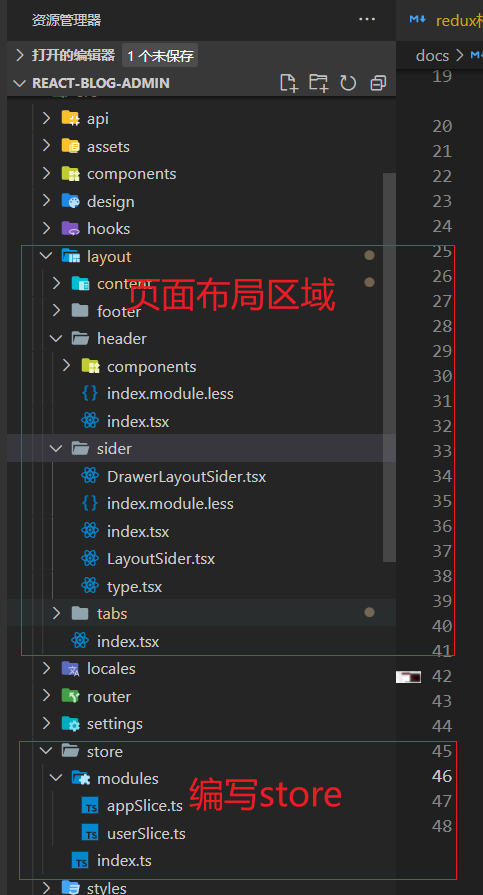 资源管理器
redux
打开的编辑器 1 个未保存
docs
REACT-BLOG-ADMIN
19
api
20
assets
21
components
22
design
23
hooks
24
layout
25
content
26
页面布局区域
27
footer
28
header
29
components
30
index.module.less
31
index.tsx
32
sider
33
DrawerLayoutSider.tsx
34
index.module.less
35
index.tsx
36
LayoutSider.tsx
37
type.tsx
38
tabs
39
index.tsx
40
41
locales
42
router
43
settings
44
store
45
modules
46
编写store
appSlice.ts
47
userSlice.ts
48
index.ts
styles